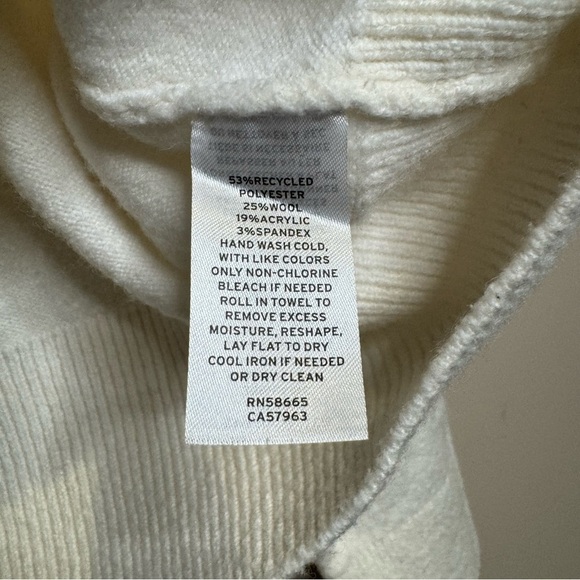 53%RECYCLED
POLYESTER
25%WOOL
19%ACRYLIC
3%SPANDEX
HAND WASH COLD,
WITH LIKE COLORS
ONLY NON-CHLORINE
BLEACH IF NEEDED
ROLL IN TOWEL TO
REMOVE EXCESS
MOISTURE, RESHAPE,
LAY FLAT TO DRY
COOL IRON IF NEEDED
OR DRY CLEAN
RN58665
CA57963